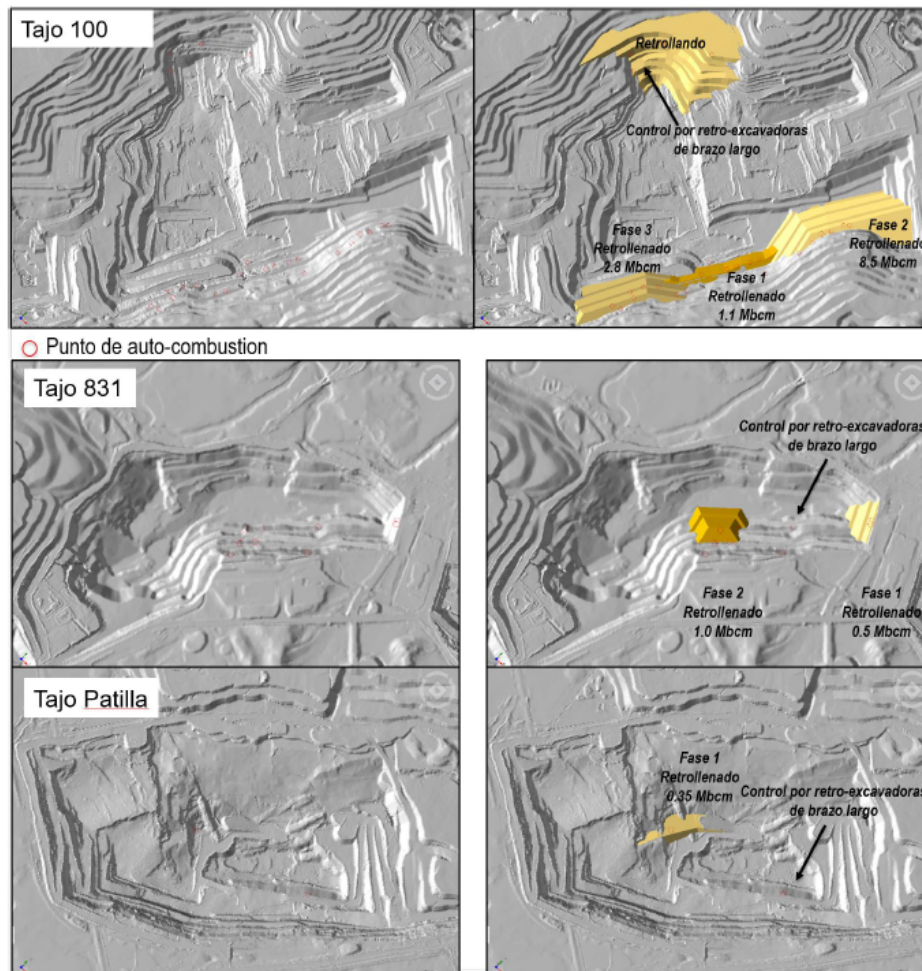 Tajo 100
Retrollando
Control por retro-excavadoras
de brazo largo
Fase 3
Retrollenado
2.8 Mbcm
Fase 2
Retrollenado
8.5 Mbcm
Fase 1
Retrollenado
1.1 Mbcm
Punto de auto-combustion
Tajo 831
Control por retro-excavadoras
de brazo largo
Fase 2
Retrollenado
1.0 Mbcm
Fase 1
Retrollenado
0.5 Mbcm
Tajo Patilla
Fase 1
Retrollenado
0.35 Mbcm
Control por retro-excavadoras
de brazo largo